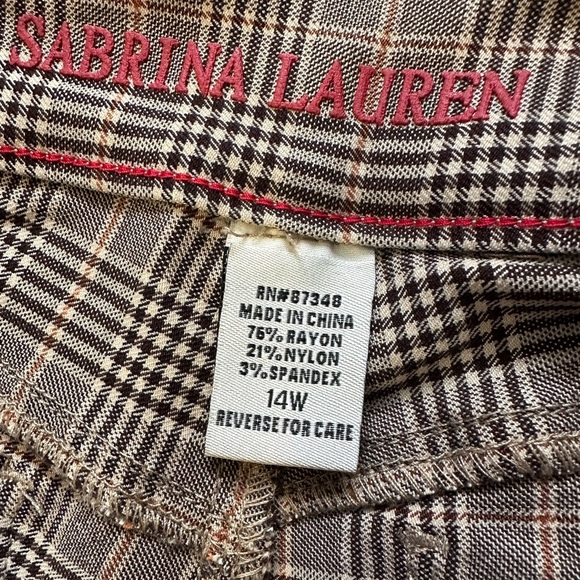 SABRINA LAUREN
RN#87348
MADE IN CHINA
76% RAYON
21% NYLON
3% SPANDEX
14W
REVERSE FOR CARE